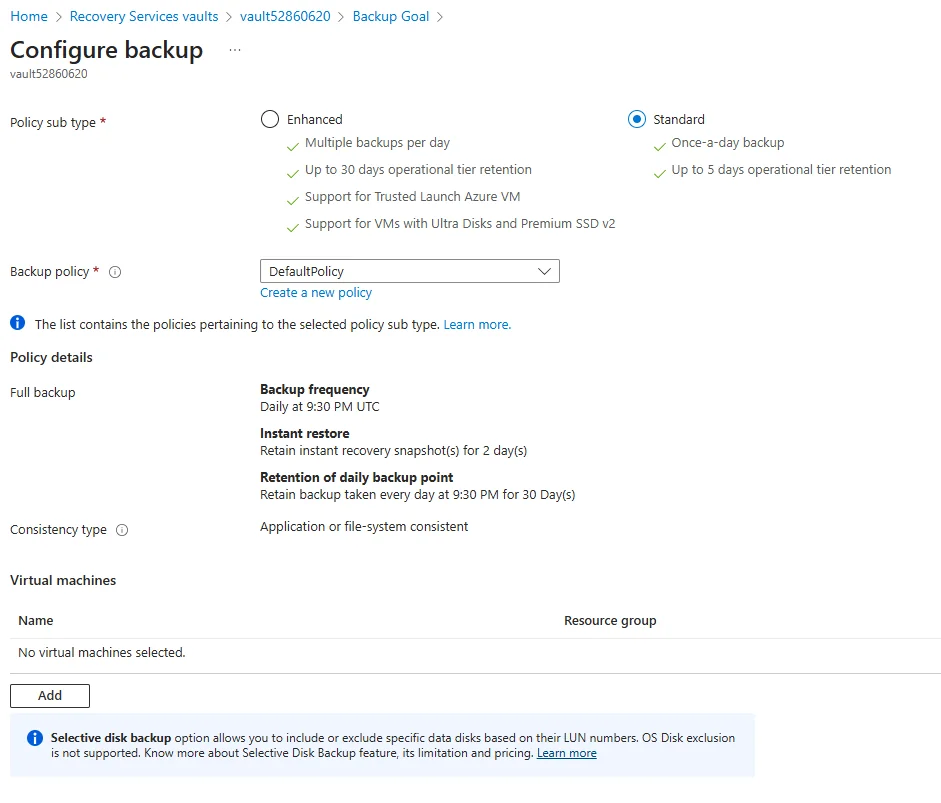 Home > Recovery Services vaults > vault52860620 > Backup Goal >
Configure backup ...
vault52860620
Policy sub type *
Enhanced
Multiple backups per day
Up to 30 days operational tier retention
Support for Trusted Launch Azure VM
Support for VMs with Ultra Disks and Premium SSD v2
Standard
Once-a-day backup
Up to 5 days operational tier retention
Backup policy *
DefaultPolicy
Create a new policy
The list contains the policies pertaining to the selected policy sub type. Learn more.
Policy details
Full backup
Backup frequency
Daily at 9:30 PM UTC
Instant restore
Retain instant recovery snapshot(s) for 2 day(s)
Retention of daily backup point
Retain backup taken every day at 9:30 PM for 30 Day(s)
Consistency type
Application or file-system consistent
Virtual machines
Name Resource group
No virtual machines selected.
Add
Selective disk backup option allows you to include or exclude specific data disks based on their LUN numbers. OS Disk exclusion
is not supported. Know more about Selective Disk Backup feature, its limitation and pricing. Learn more